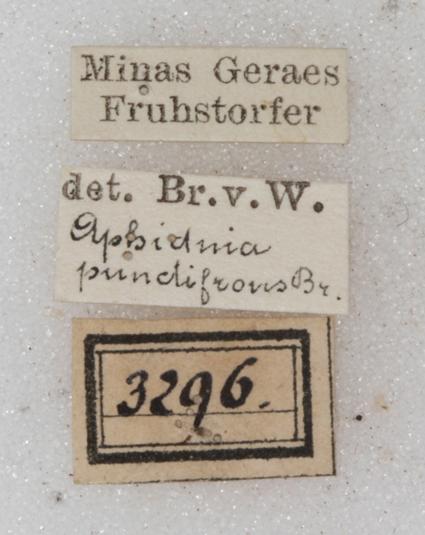 Minas Geraes
Fruhstorfer
det. Br.v.W.
Aphidnia
punctifrons Br.
3296.